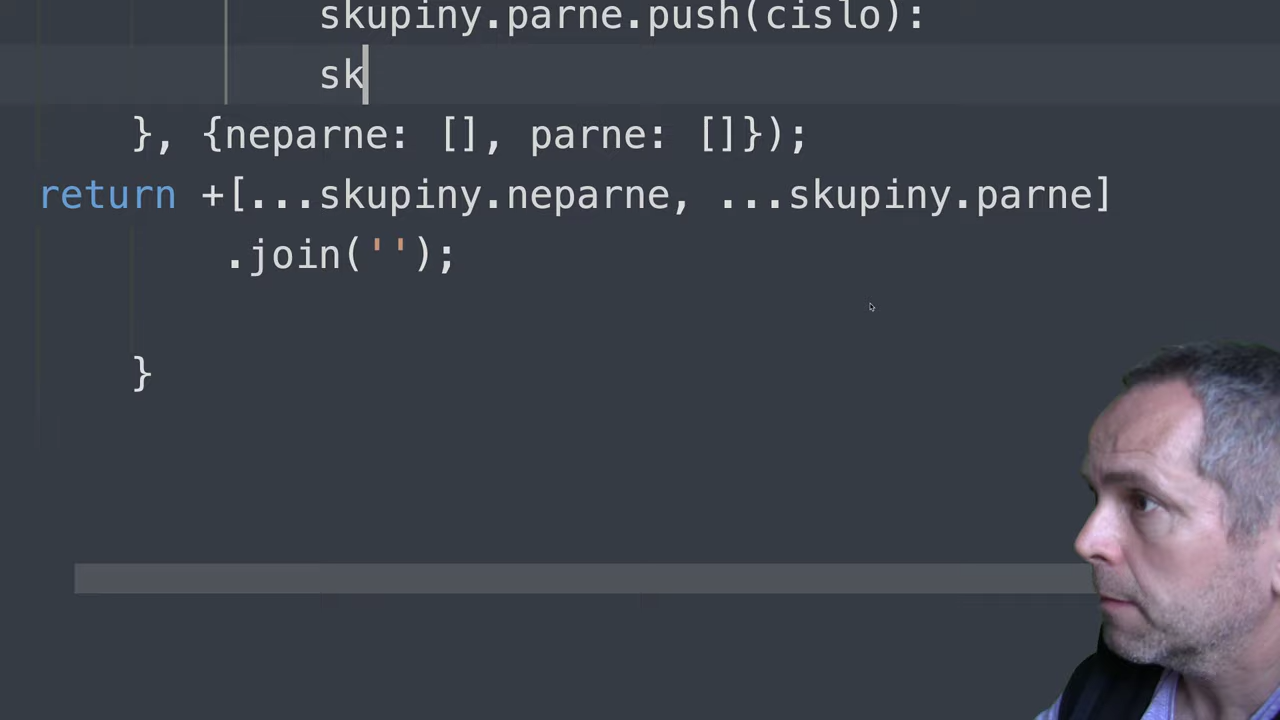 skupiny.parne.push(cislo):
sk
}, {neparne: [], parne: []});
return +[...skupiny.neparne, ...skupiny.parne]
.join('');
}